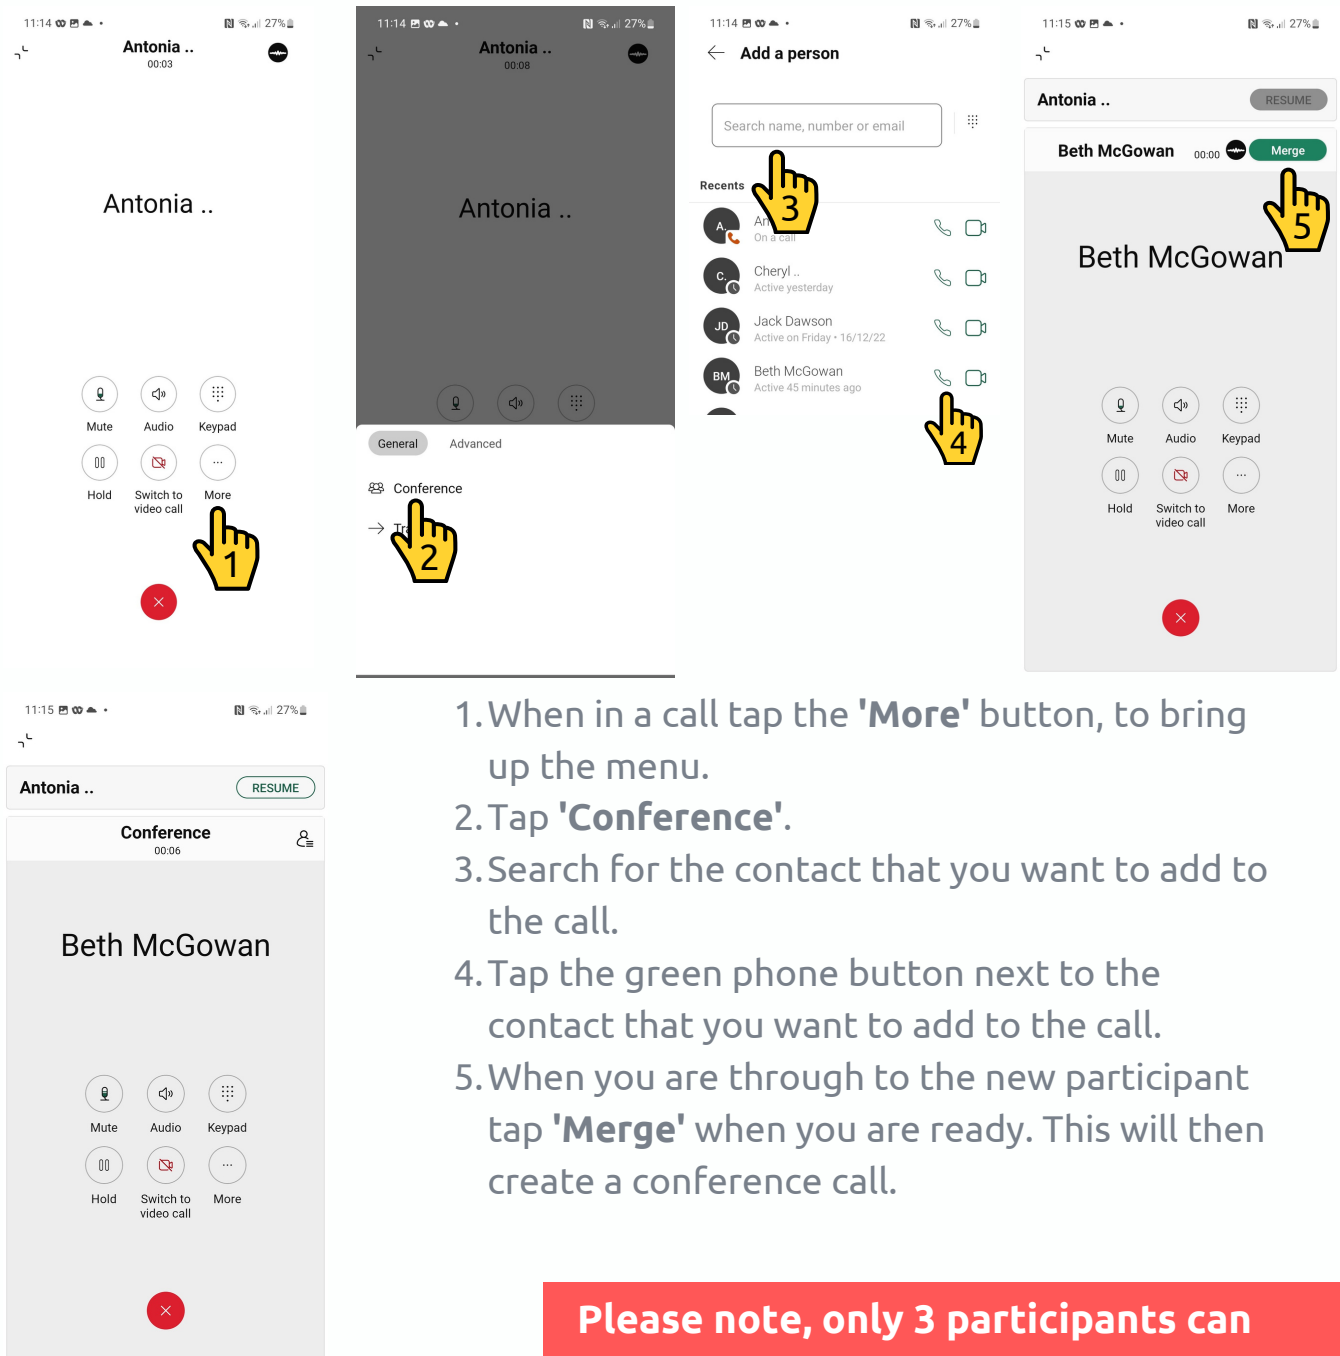 11:14
27%
Antonia ..
00:03
Antonia ..
Mute Audio Keypad
Hold Switch to More
video call
1
11:14
27%
Antonia ..
00:08
Antonia ..
General Advanced
Conference
2
11:14
27%
Add a person
Search name, number or email
Recents
3
A.
On a call
C. Cheryl ..
Active yesterday
JD Jack Dawson
Active on Friday • 16/12/22
BM Beth McGowan
Active 45 minutes ago
4
11:15
27%
Antonia .. RESUME
Beth McGowan 00:00 Merge
5
Beth McGowan
Mute Audio Keypad
Hold Switch to More
video call
11:15
27%
Antonia .. RESUME
Conference
00:06
Beth McGowan
Mute Audio Keypad
Hold Switch to More
video call
1. When in a call tap the 'More' button, to bring
up the menu.
2. Tap 'Conference'.
3. Search for the contact that you want to add to
the call.
4. Tap the green phone button next to the
contact that you want to add to the call.
5. When you are through to the new participant
tap 'Merge' when you are ready. This will then
create a conference call.
Please note, only 3 participants can